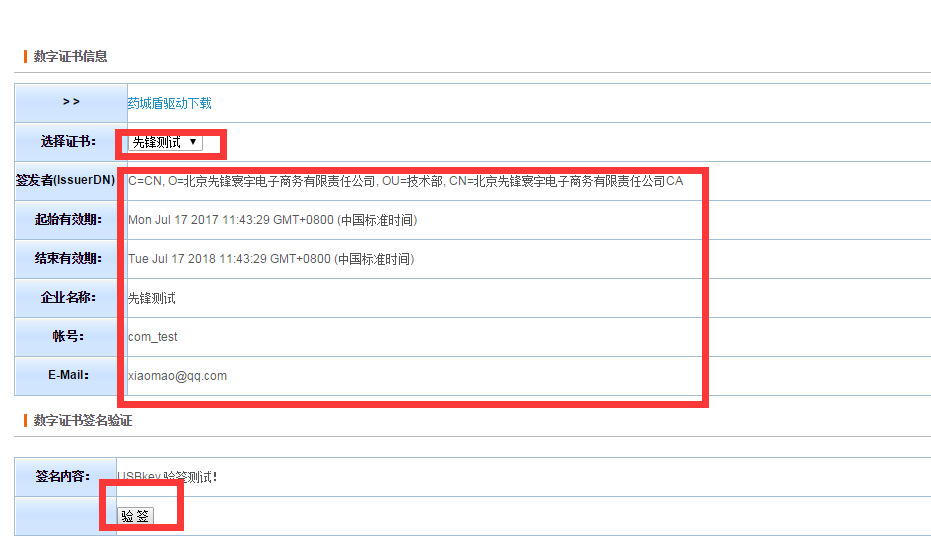 数字证书信息
>> 药城盾驱动下载
选择证书： 先锋测试 ▼
签发者(IssuerDN) C=CN, O=北京先锋寰宇电子商务有限责任公司, OU=技术部, CN=北京先锋寰宇电子商务有限责任公司CA
起始有效期： Mon Jul 17 2017 11:43:29 GMT+0800 (中国标准时间)
结束有效期： Tue Jul 17 2018 11:43:29 GMT+0800 (中国标准时间)
企业名称： 先锋测试
帐号： com_test
E-Mail： xiaomao@qq.com
数字证书签名验证
签名内容： USBkey 验签测试！
验 签